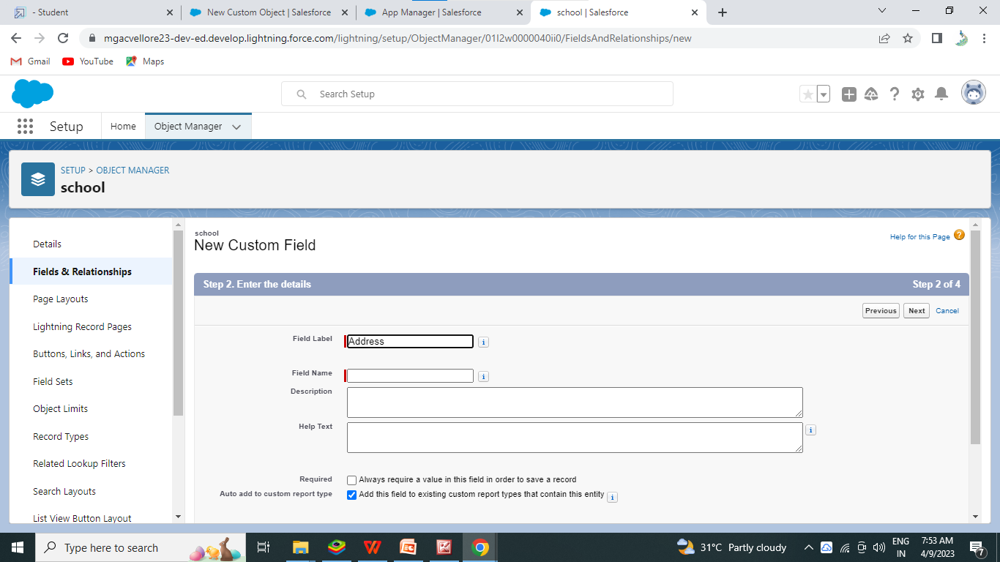 - Student
New Custom Object | Salesforce
App Manager | Salesforce
school | Salesforce
mgacvellore23-dev-ed.develop.lightning.force.com/lightning/setup/ObjectManager/01I2w0000040ii0/FieldsAndRelationships/new
Gmail
YouTube
Maps
Search Setup
Setup
Home
Object Manager
SETUP > OBJECT MANAGER
school
Details
Fields & Relationships
Page Layouts
Lightning Record Pages
Buttons, Links, and Actions
Field Sets
Object Limits
Record Types
Related Lookup Filters
Search Layouts
List View Button Layout
school
New Custom Field
Help for this Page
Step 2. Enter the details
Step 2 of 4
Previous
Next
Cancel
Field Label
Address
Field Name
Description
Help Text
Required
Always require a value in this field in order to save a record
Auto add to custom report type
Add this field to existing custom report types that contain this entity
Type here to search
31°C Partly cloudy
ENG
IN
7:53 AM
4/9/2023
7